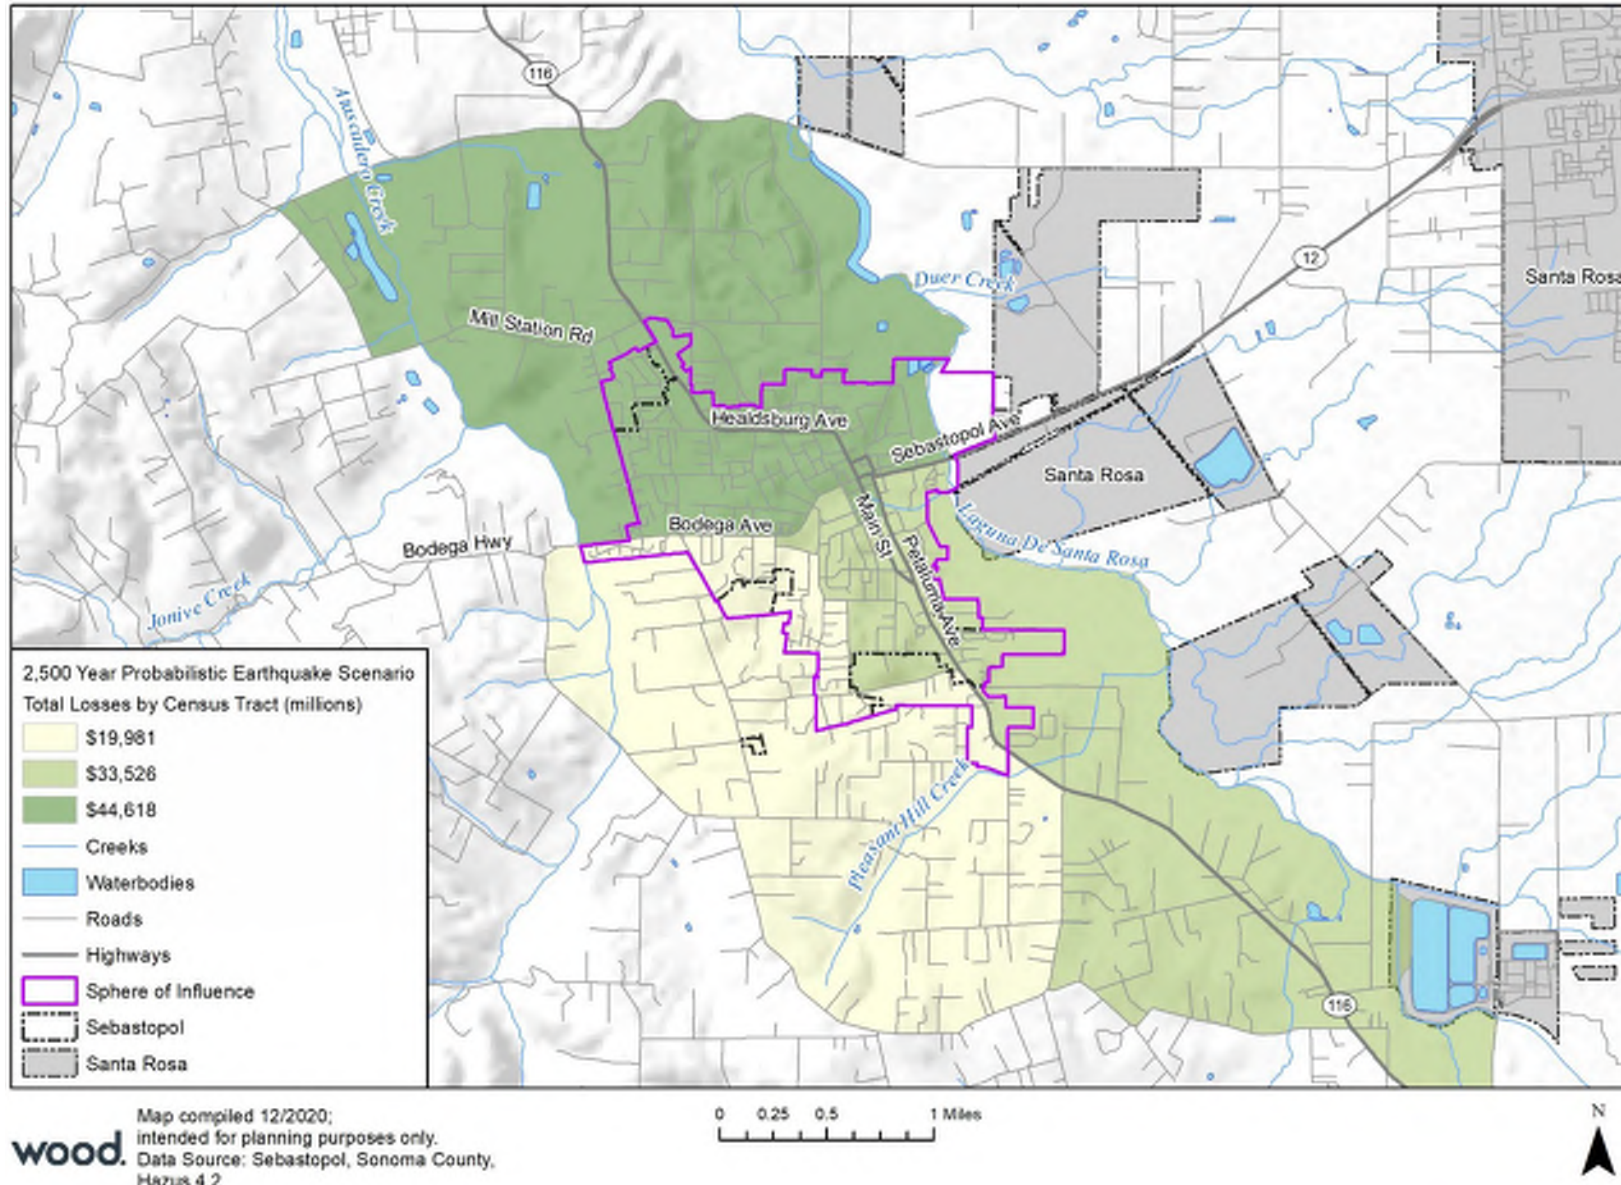 116
Atascadero Creek
Duer Creek
12
Santa Rosa
Mill Station Rd
Healdsburg Ave
Sebastopol Ave
Santa Rosa
Main St
Bodega Ave
Petaluma Ave
Laguna De Santa Rosa
Bodega Hwy
Jonive Creek
Pleasant Hill Creek
116
2,500 Year Probabilistic Earthquake Scenario
Total Losses by Census Tract (millions)
$19,981
$33,526
$44,618
Creeks
Waterbodies
Roads
Highways
Sphere of Influence
Sebastopol
Santa Rosa
wood.
Map compiled 12/2020;
intended for planning purposes only.
Data Source: Sebastopol, Sonoma County,
Hazus 4.2
0 0.25 0.5 1 Miles
N